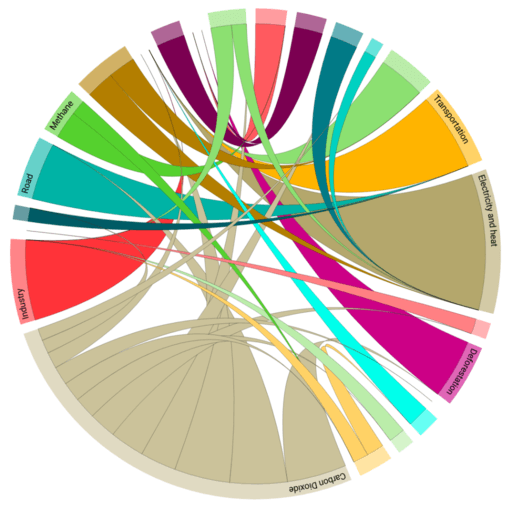 Transportation
Electricity and heat
Deforestation
Carbon Dioxide
Industry
Road
Methane